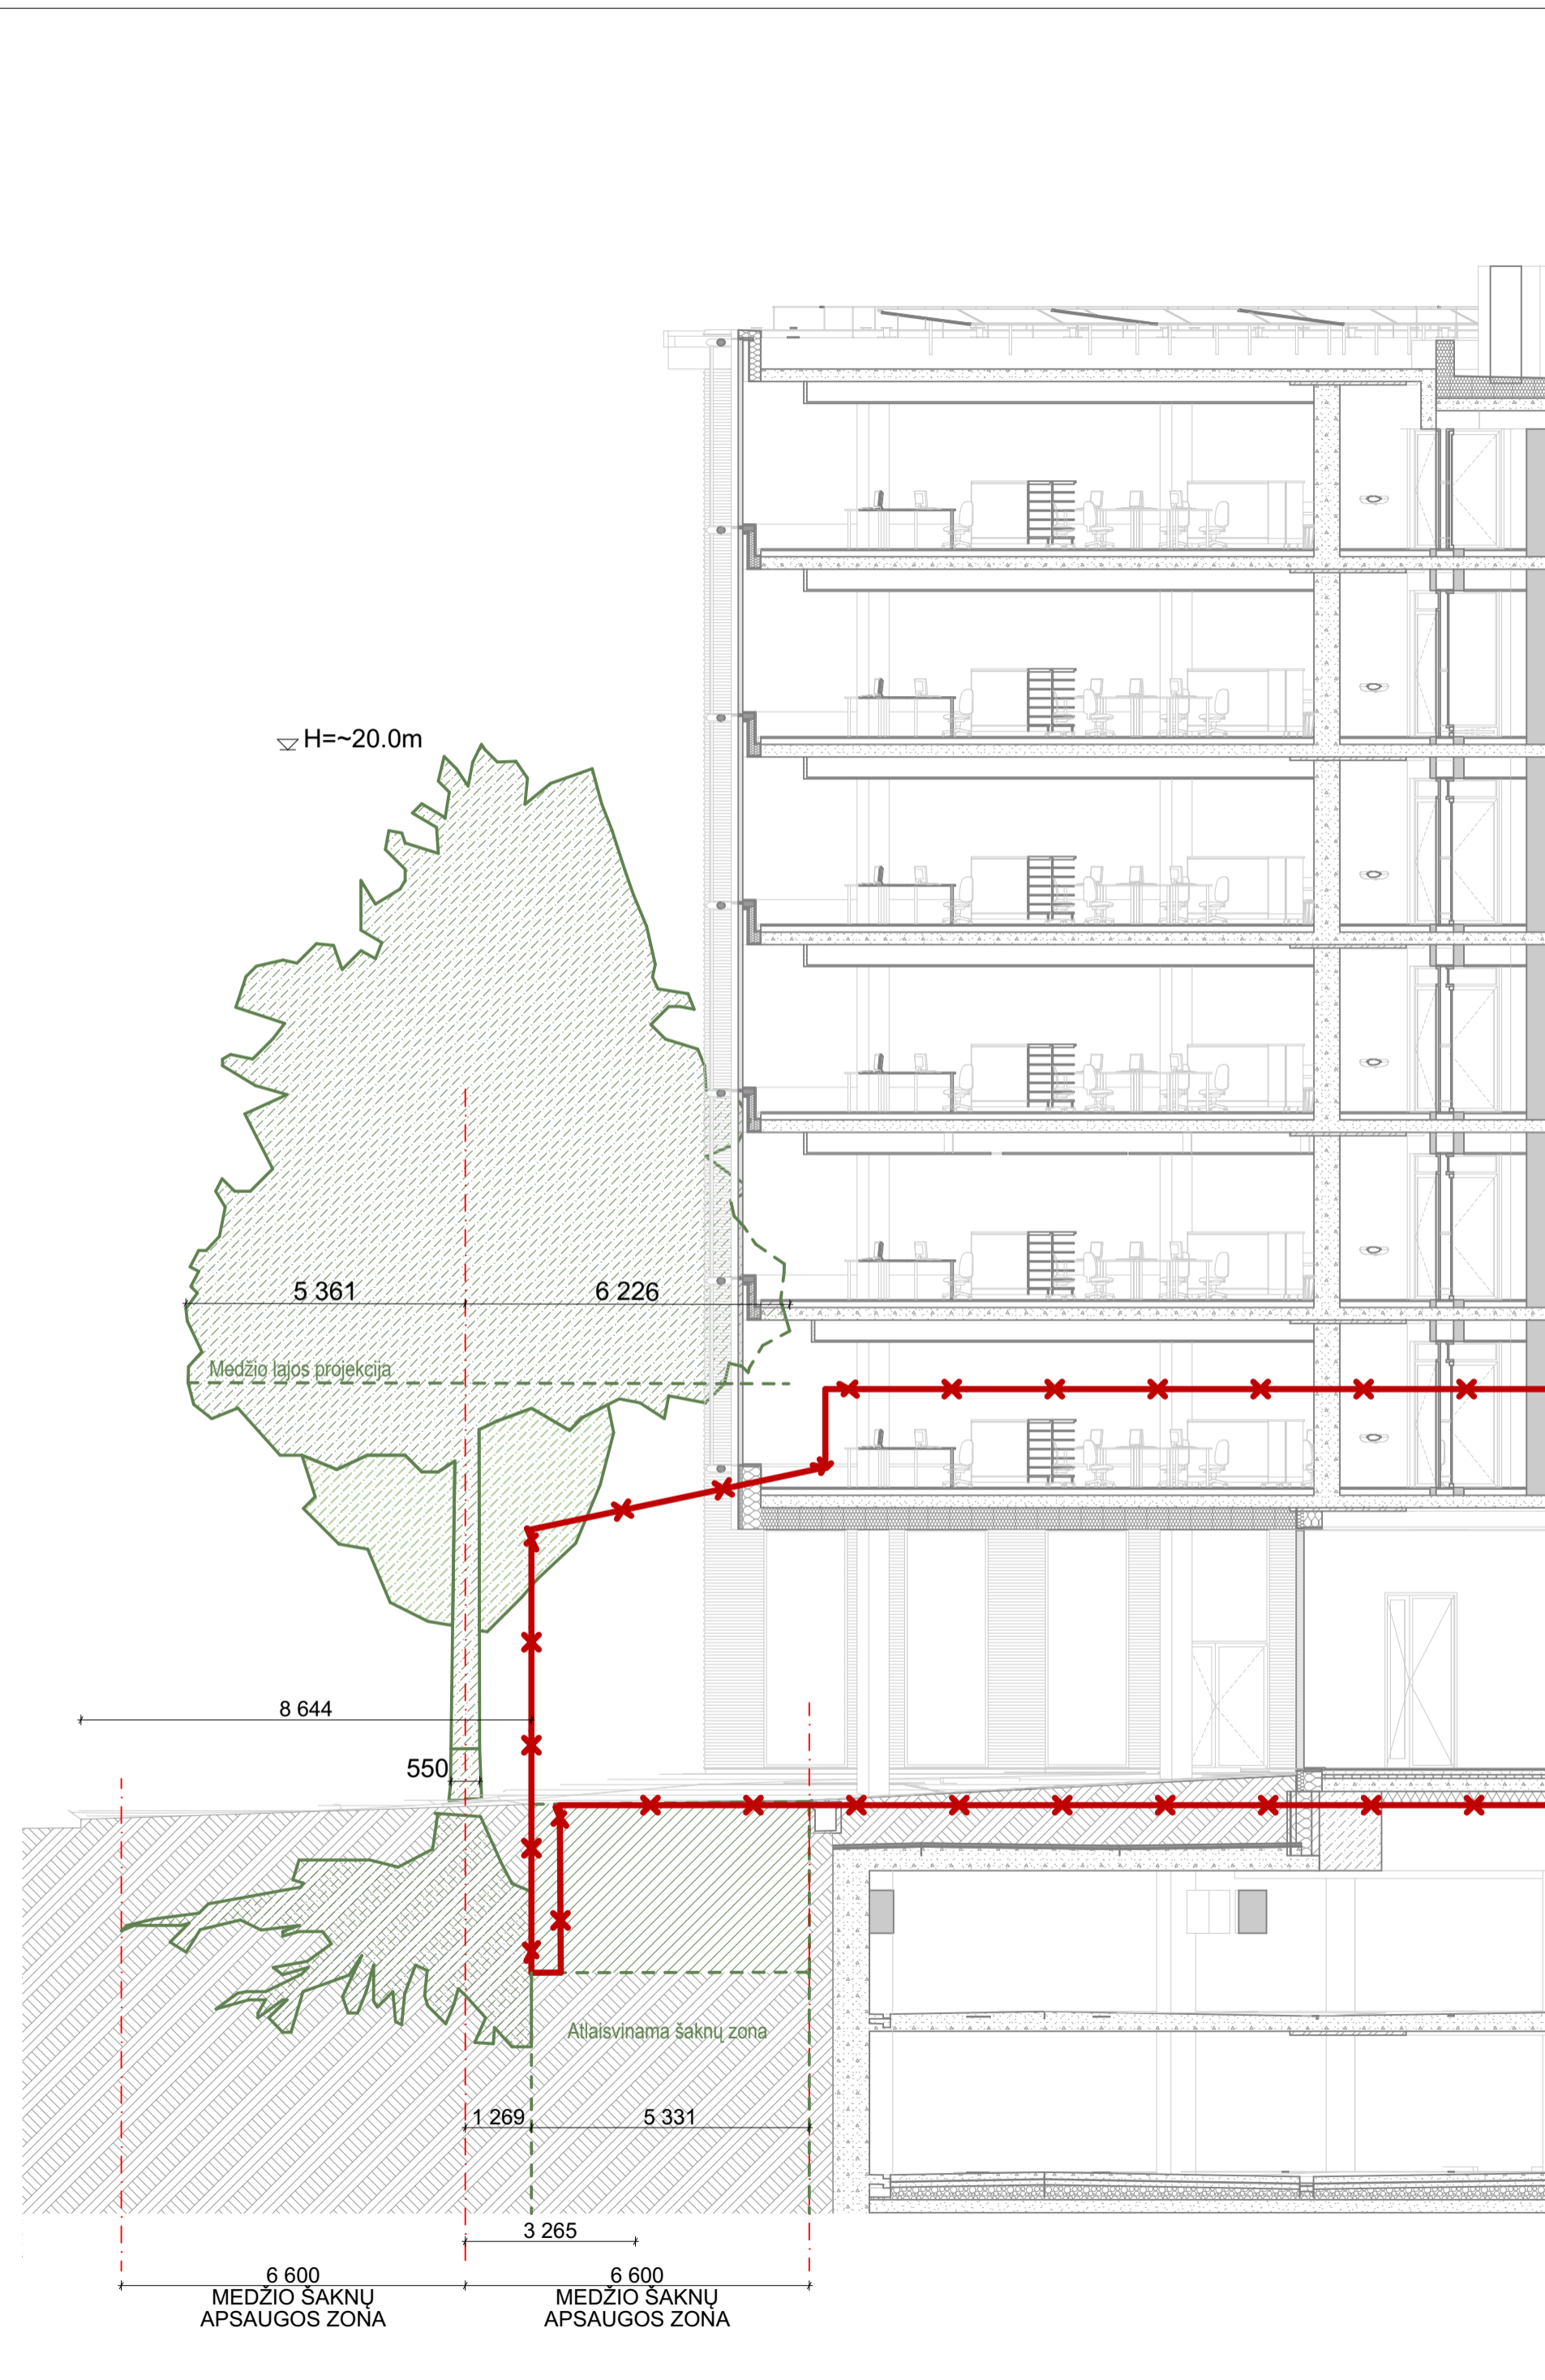 H=~20.0m
5 361
6 226
Medžio lajos projekcija
8 644
550
Atlaisvinama šaknų zona
1 269
5 331
3 265
6 600
6 600
MEDŽIO ŠAKNŲ
APSAUGOS ZONA
MEDŽIO ŠAKNŲ
APSAUGOS ZONA